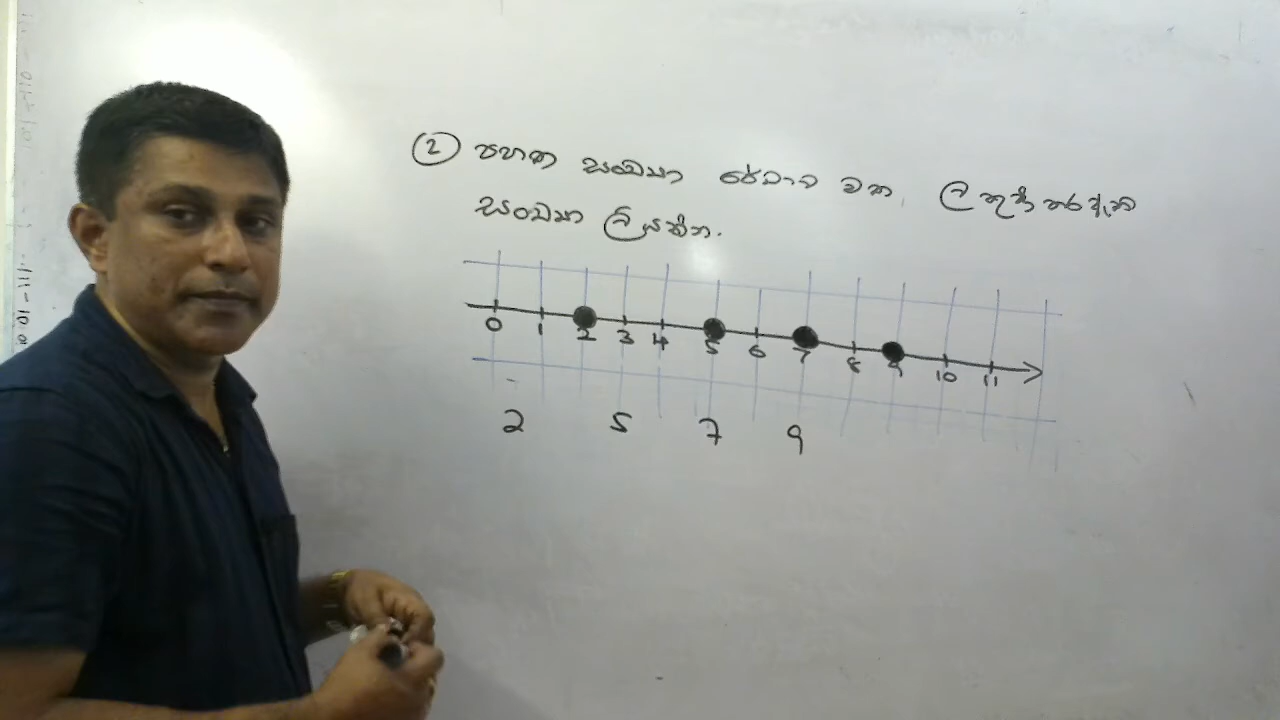 ② පහත සංඛ්‍යා රේඛාව මත ලකුණු කර ඇති
සංඛ්‍යා ලියන්න.
0 1 2 3 4 5 6 7 8 9 10 11
2 5 7 9